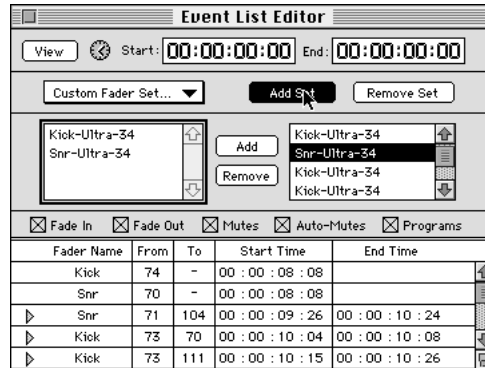 Event List Editor
View Start: 00:00:00:00 End: 00:00:00:00
Custom Fader Set... Add Set Remove Set
Kick-Ultra-34 Add Kick-Ultra-34
Snr-Ultra-34 Snr-Ultra-34
Remove Kick-Ultra-34
Kick-Ultra-34
Fade In Fade Out Mutes Auto-Mutes Programs
Fader Name From To Start Time End Time
Kick 74 - 00 : 00 : 08 : 08
Snr 70 - 00 : 00 : 08 : 08
Snr 71 104 00 : 00 : 09 : 26 00 : 00 : 10 : 24
Kick 73 70 00 : 00 : 10 : 04 00 : 00 : 10 : 08
Kick 73 111 00 : 00 : 10 : 15 00 : 00 : 10 : 26